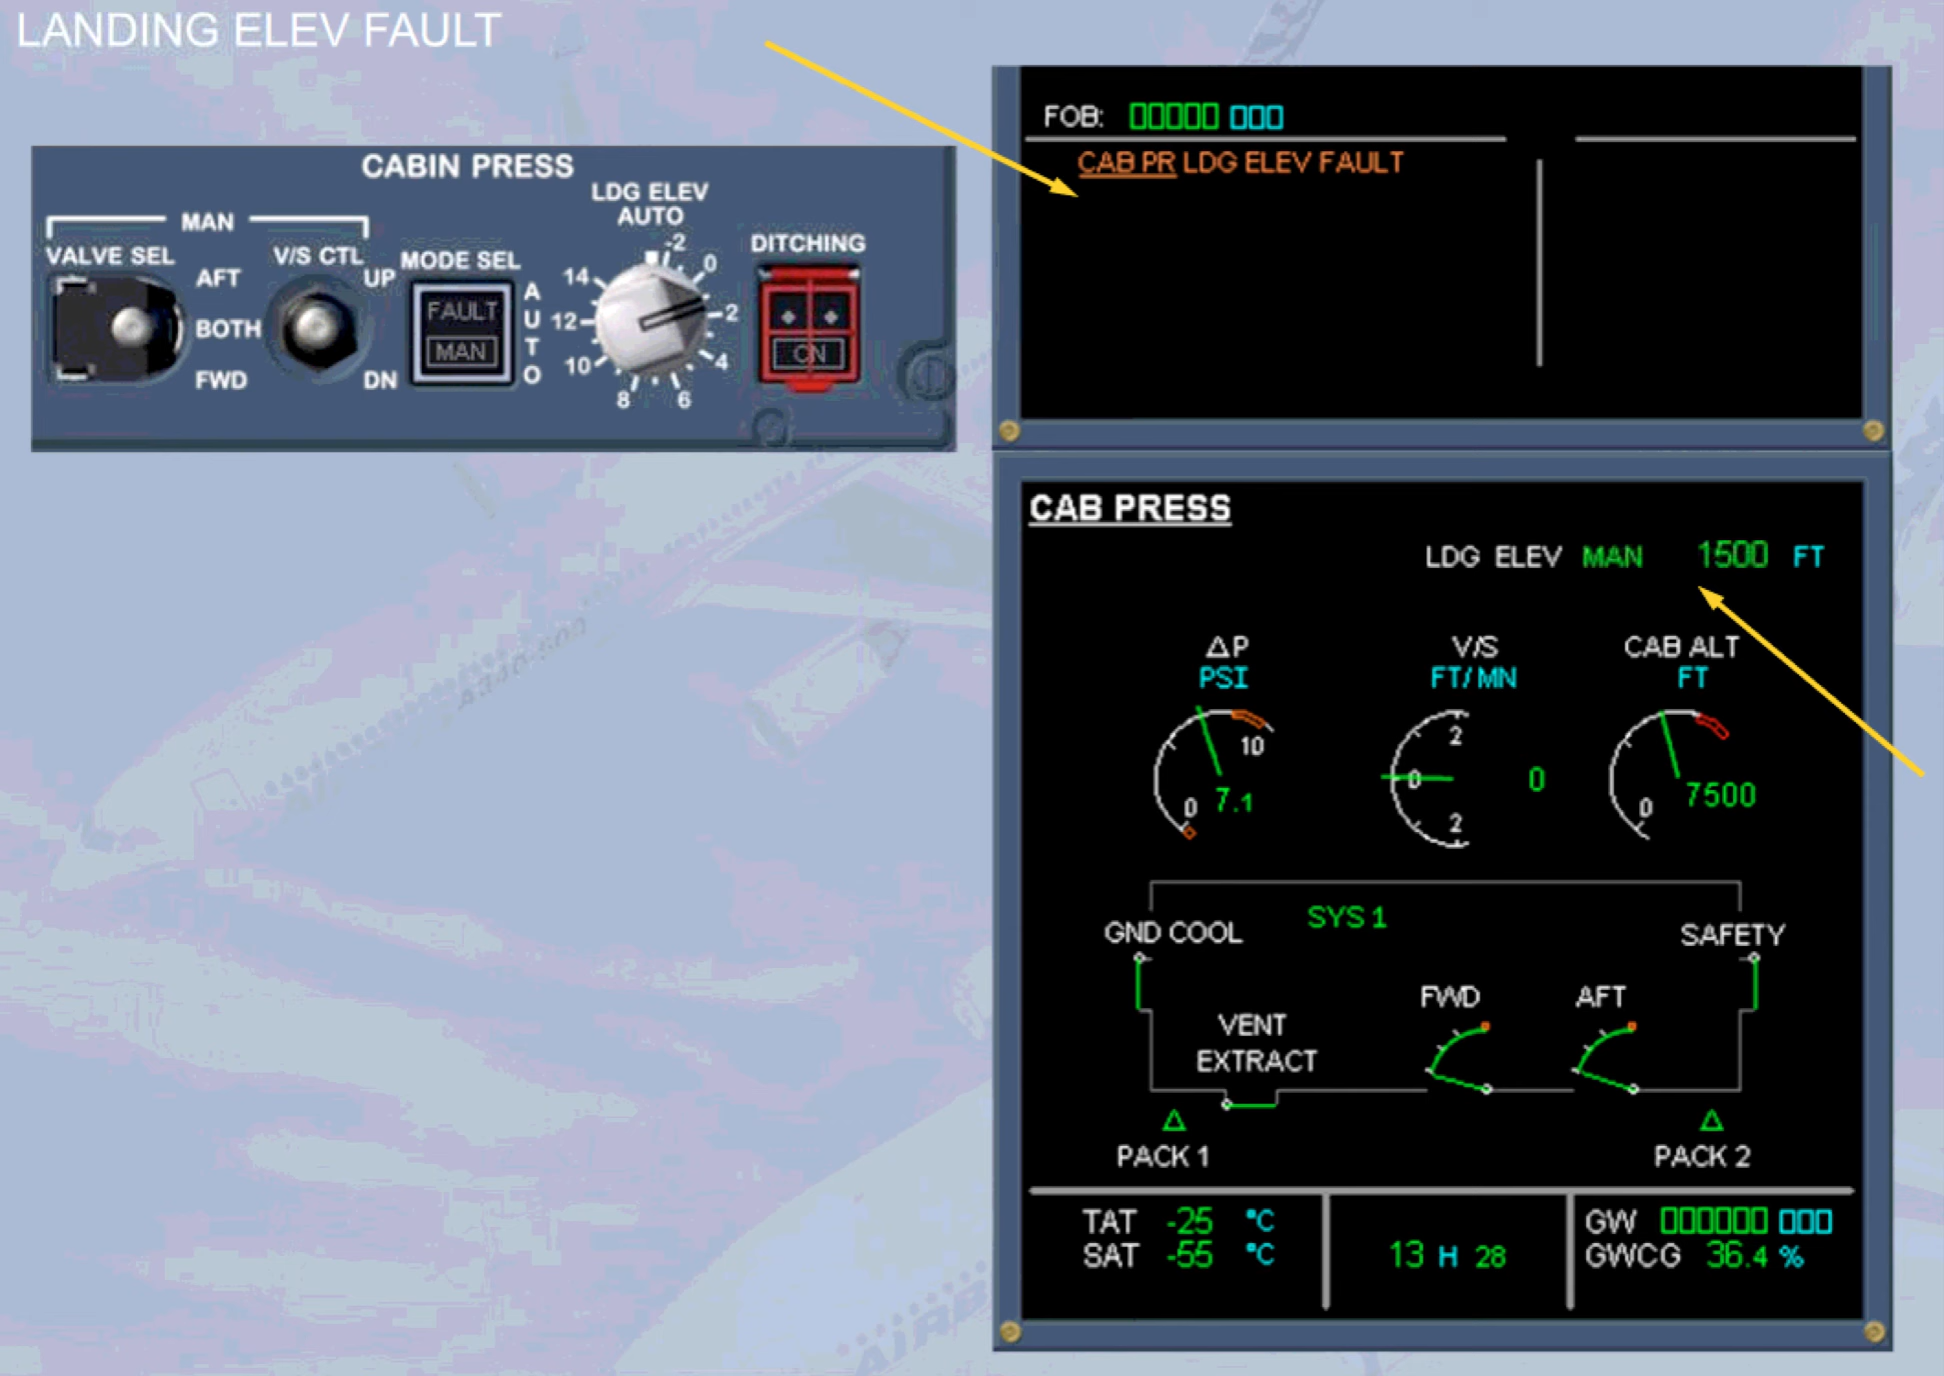 LANDING ELEV FAULT
CABIN PRESS
LDG ELEV
AUTO
MAN
VALVE SEL
V/S CTL
MODE SEL
DITCHING
AFT
BOTH
FWD
UP
DN
FAULT
MAN
AUTO
-2
0
2
4
6
8
10
12
14
ON
FOB:
CAB PR LDG ELEV FAULT
CAB PRESS
LDG ELEV MAN 1500 FT
ΔP
PSI
10
0
7.1
V/S
FT/MN
2
0
2
0
CAB ALT
FT
0
7500
SYS 1
GND COOL
SAFETY
FWD
AFT
VENT
EXTRACT
PACK 1
PACK 2
TAT -25 °C
SAT -55 °C
13 H 28
GW
GWCG 36.4 %
A340-600
AIRB